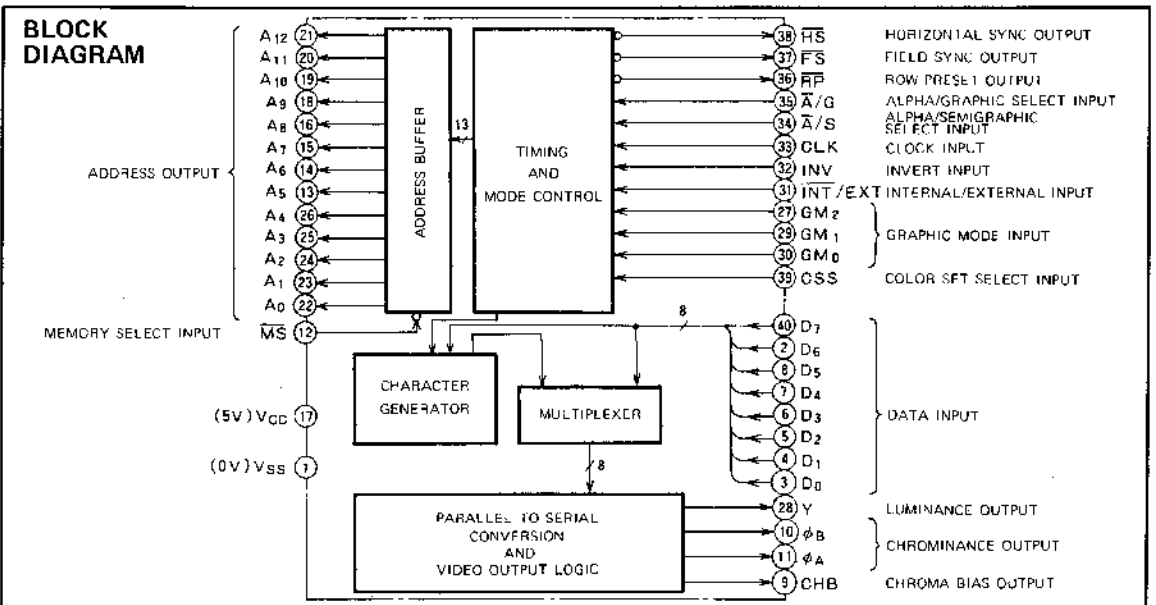 BLOCK
DIAGRAM
ADDRESS OUTPUT
A12 21
A11 20
A10 19
A9 18
A8 16
A7 15
A6 14
A5 13
A4 26
A3 25
A2 24
A1 23
A0 22
MEMORY SELECT INPUT M̅S̅ 12
(5V) VCC 17
(0V) VSS
ADDRESS BUFFER
13
TIMING
AND
MODE CONTROL
38 H̅S̅ HORIZONTAL SYNC OUTPUT
37 F̅S̅ FIELD SYNC OUTPUT
36 R̅P̅ ROW PRESET OUTPUT
35 A̅/G ALPHA/GRAPHIC SELECT INPUT
34 A̅/S ALPHA/SEMIGRAPHIC
SELECT INPUT
33 CLK CLOCK INPUT
32 INV INVERT INPUT
31 I̅N̅T̅/EXT INTERNAL/EXTERNAL INPUT
27 GM2
29 GM1
30 GM0
GRAPHIC MODE INPUT
39 CSS COLOR SET SELECT INPUT
8
40 D7
2 D6
8 D5
7 D4
6 D3
5 D2
4 D1
3 D0
DATA INPUT
CHARACTER
GENERATOR
MULTIPLEXER
8
PARALLEL TO SERIAL
CONVERSION
AND
VIDEO OUTPUT LOGIC
28 Y LUMINANCE OUTPUT
10 φB
11 φA
CHROMINANCE OUTPUT
9 CHB CHROMA BIAS OUTPUT